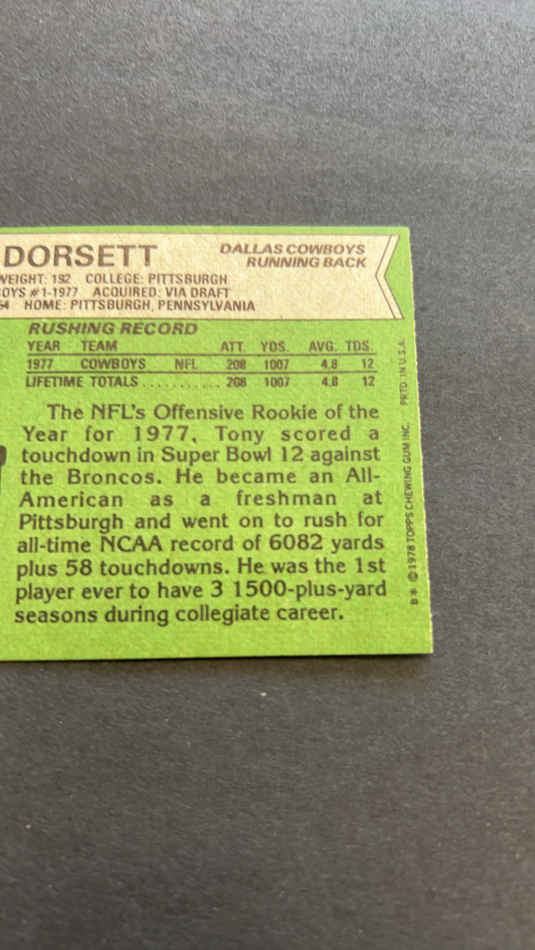 DORSETT
DALLAS COWBOYS
RUNNING BACK
WEIGHT: 192 COLLEGE: PITTSBURGH
OYS #1-1977 ACQUIRED: VIA DRAFT
54 HOME: PITTSBURGH, PENNSYLVANIA
RUSHING RECORD
YEAR TEAM ATT. YDS. AVG. TDS.
1977 COWBOYS NFL 208 1007 4.8 12
LIFETIME TOTALS........... 208 1007 4.8 12
The NFL's Offensive Rookie of the
Year for 1977, Tony scored a
touchdown in Super Bowl 12 against
the Broncos. He became an All-
American as a freshman at
Pittsburgh and went on to rush for
all-time NCAA record of 6082 yards
plus 58 touchdowns. He was the 1st
player ever to have 3 1500-plus-yard
seasons during collegiate career.
B* © 1978 TOPPS CHEWING GUM INC. PRTD. IN U.S.A.